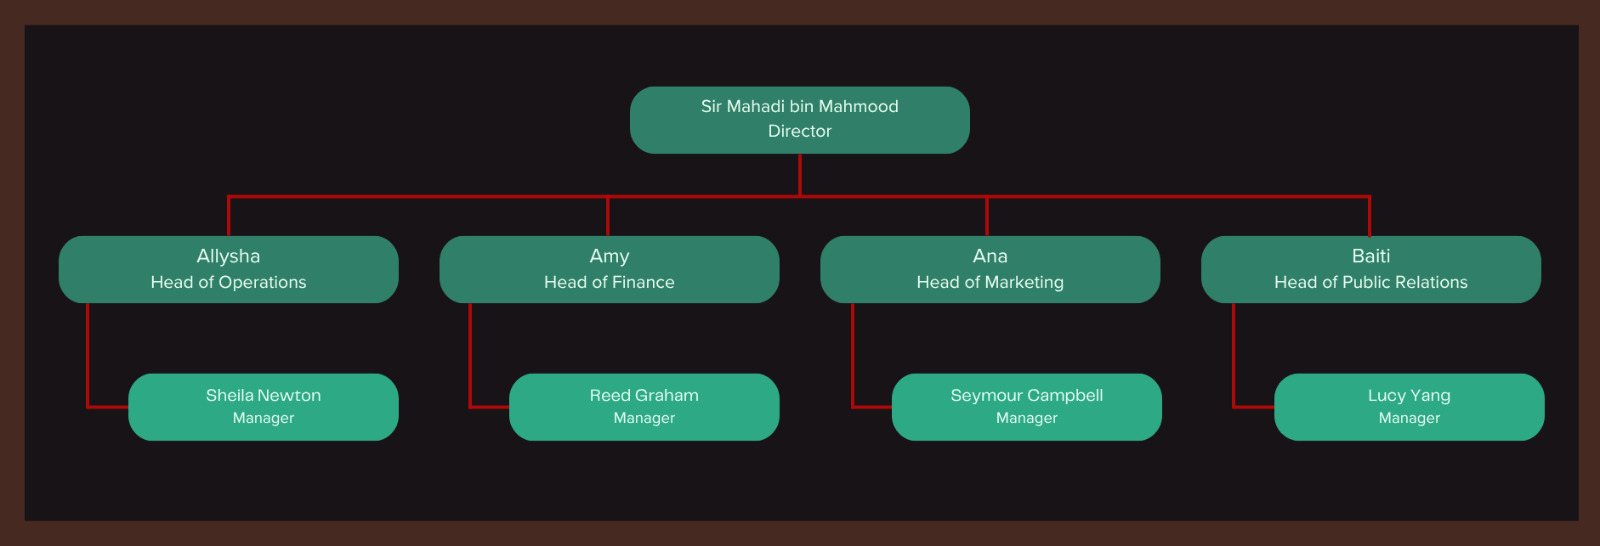 Sir Mahadi bin Mahmood
Director
Allysha
Head of Operations
Amy
Head of Finance
Ana
Head of Marketing
Baiti
Head of Public Relations
Sheila Newton
Manager
Reed Graham
Manager
Seymour Campbell
Manager
Lucy Yang
Manager